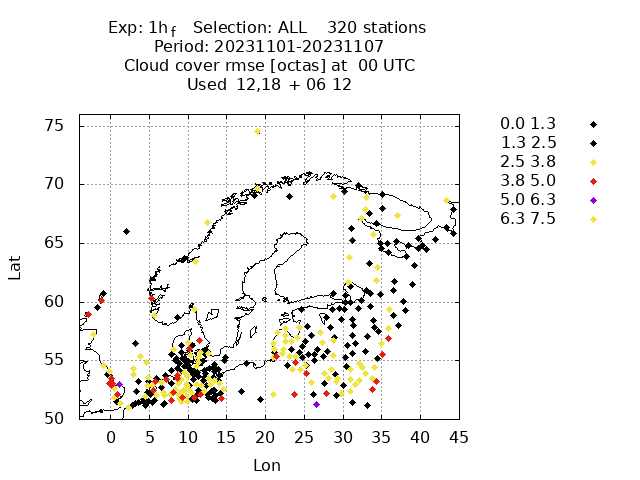 Exp: 1h f   Selection: ALL    320 stations
Period: 20231101-20231107
Cloud cover rmse [octas] at  00 UTC
Used  12,18 + 06 12
0.0 1.3
1.3 2.5
2.5 3.8
3.8 5.0
5.0 6.3
6.3 7.5
75
70
65
60
55
50
Lat
0 5 10 15 20 25 30 35 40 45
Lon